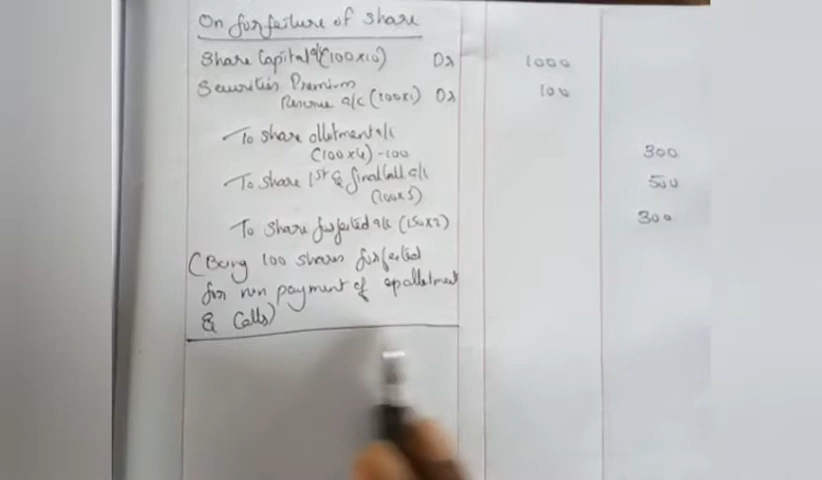 On forfeiture of share
Share Capital a/c (100x10) Dr 1000
Securities Premium
Reserve a/c (100x1) Dr 100
To share allotment a/c
(100x4)-100 300
To share 1st & final Call a/c 500
(100x5)
To share forfeited a/c (150x2) 300
(Being 100 shares forfeited
for non payment of allotment
& Calls)